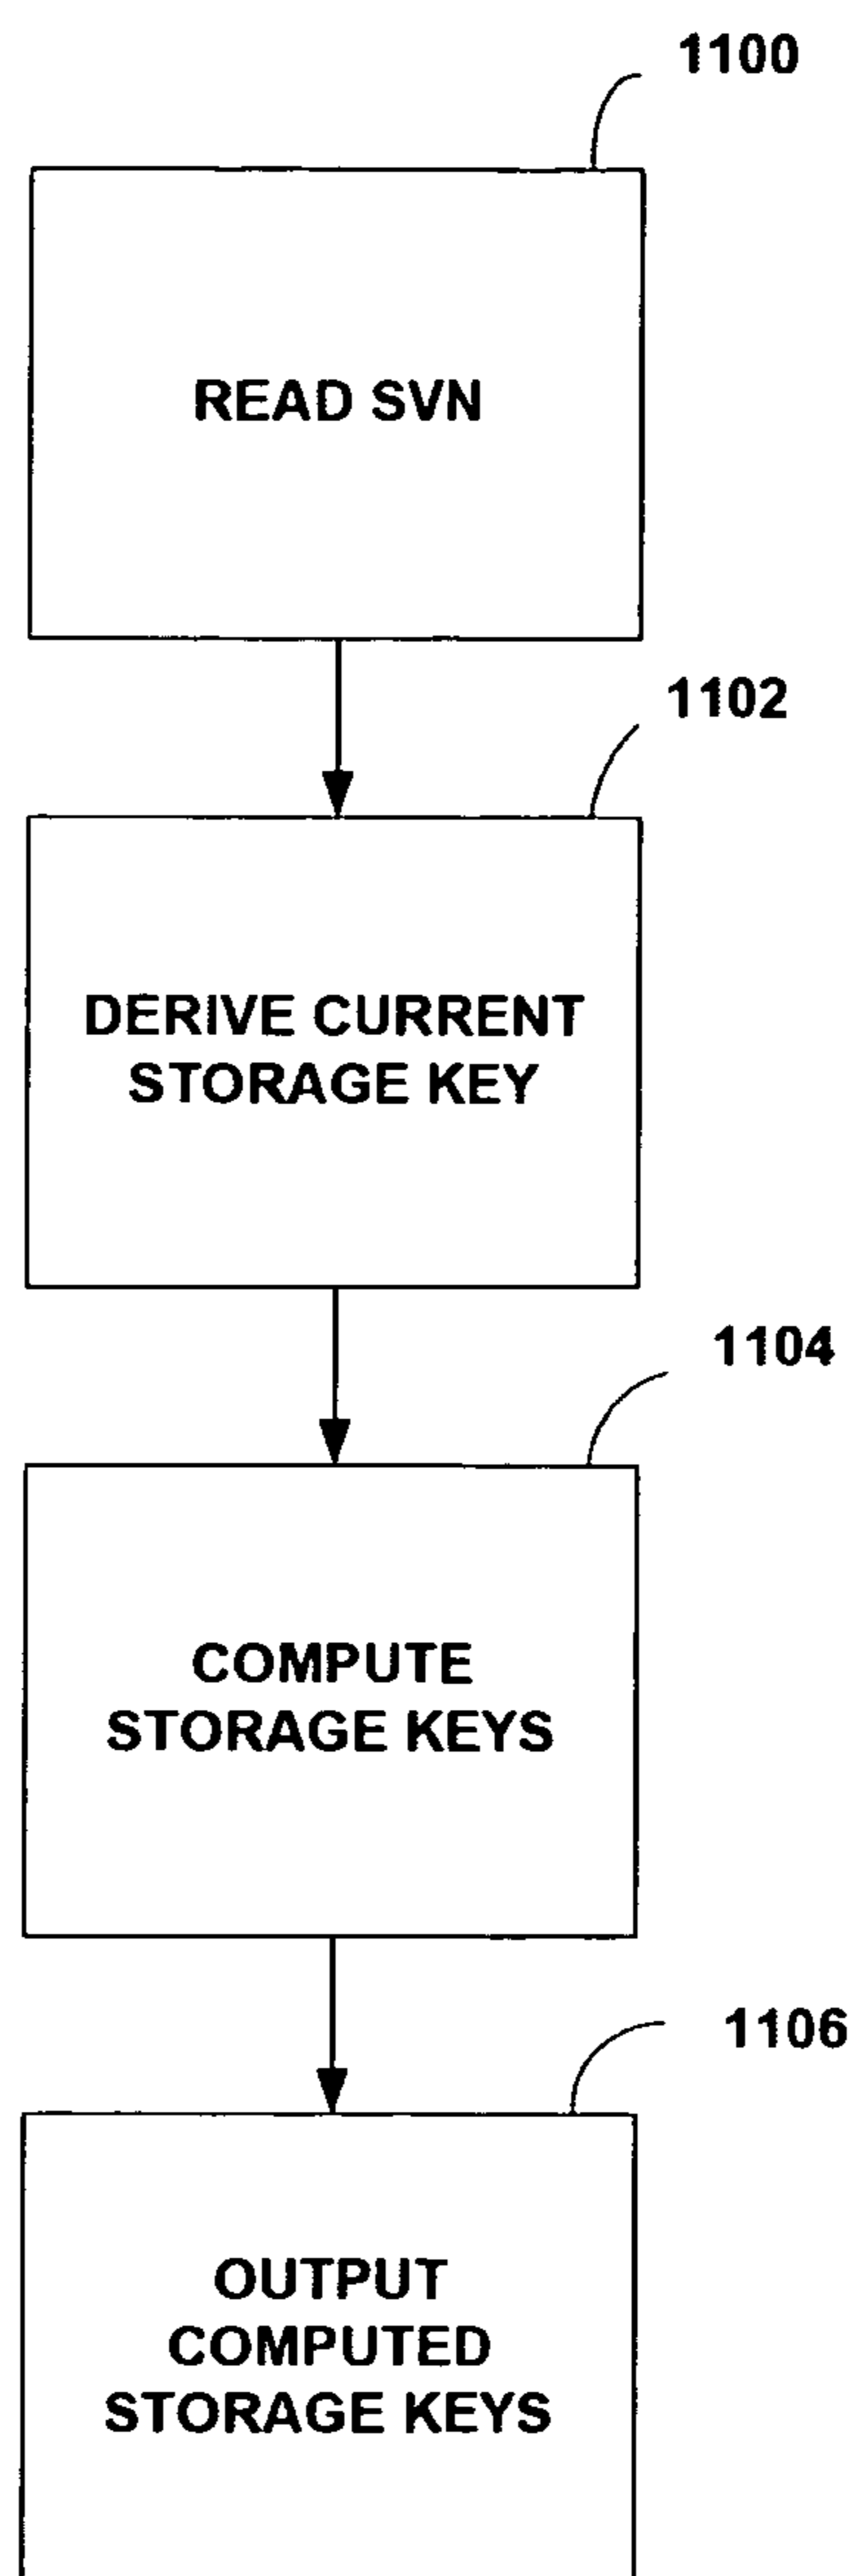 1100
READ SVN
1102
DERIVE CURRENT
STORAGE KEY
1104
COMPUTE
STORAGE KEYS
1106
OUTPUT
COMPUTED
STORAGE KEYS